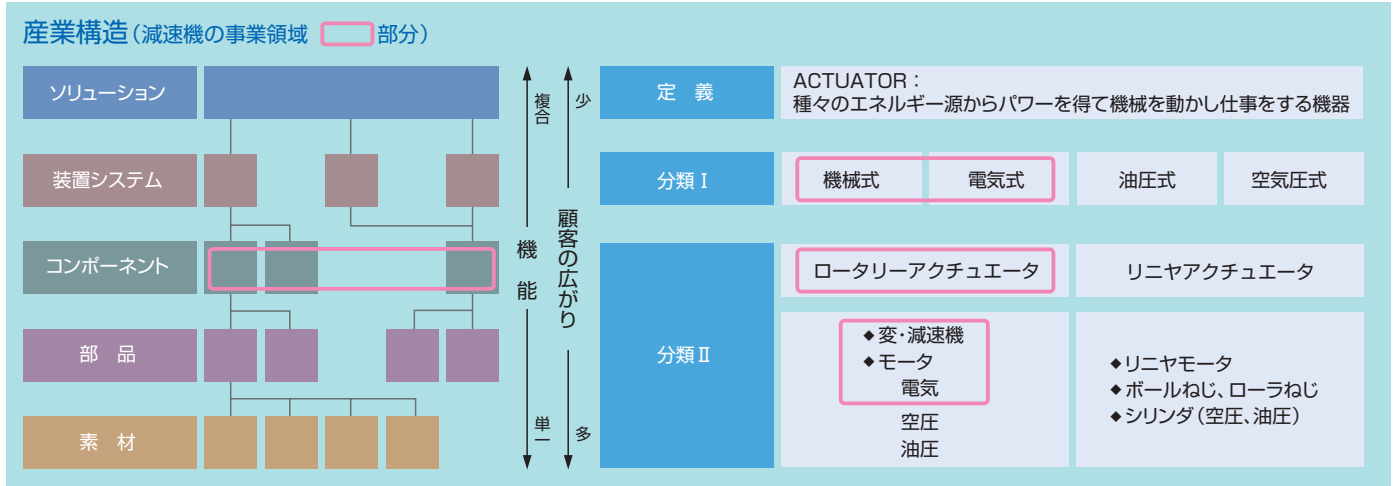 産業構造(減速機の事業領域 部分)
ソリューション
装置システム
コンポーネント
部 品
素 材
複合
機能
単一
少
顧客の広がり
多
定 義
ACTUATOR:
種々のエネルギー源からパワーを得て機械を動かし仕事をする機器
分類Ⅰ
機械式
電気式
油圧式
空気圧式
分類Ⅱ
ロータリーアクチュエータ
リニヤアクチュエータ
◆変・減速機
◆モータ
電気
空圧
油圧
◆リニヤモータ
◆ボールねじ、ローラねじ
◆シリンダ(空圧、油圧)